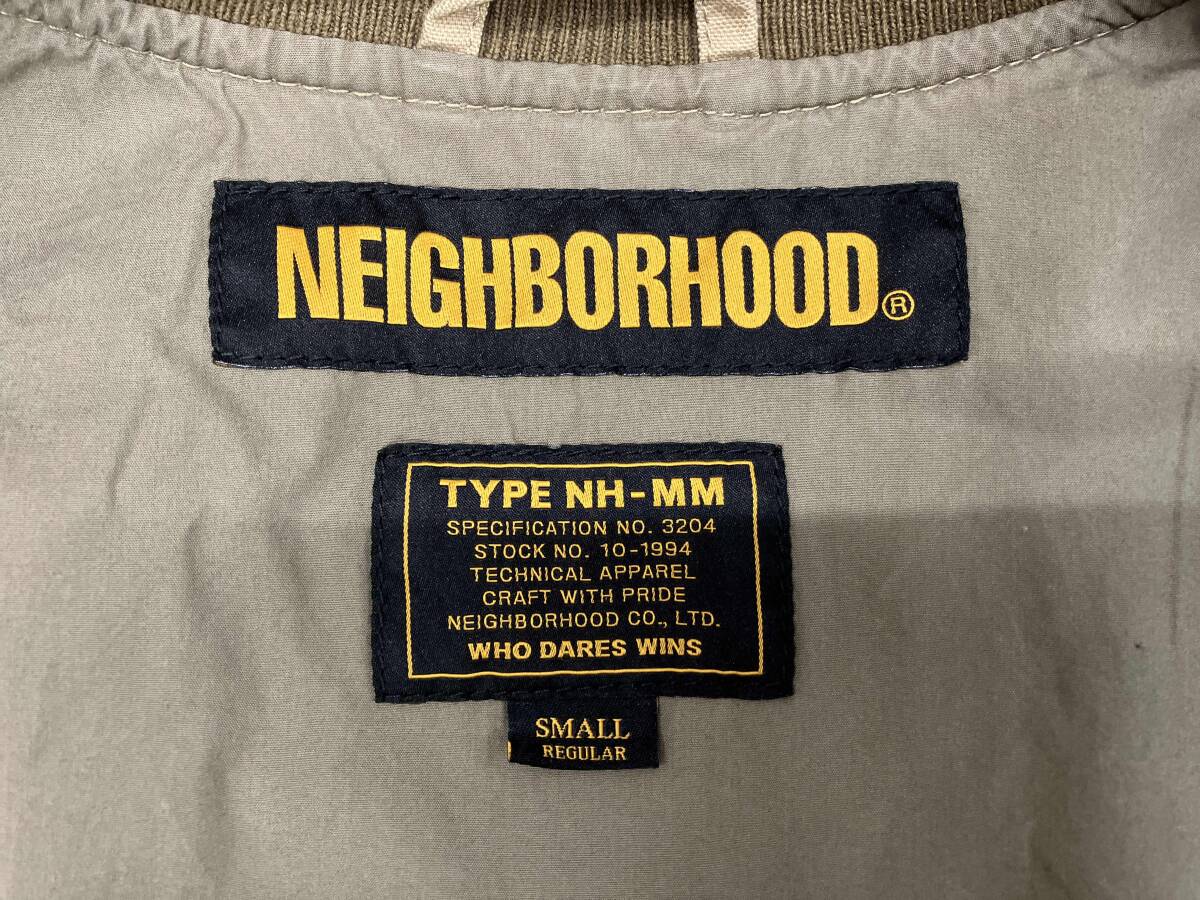 NEIGHBORHOOD®
TYPE NH-MM
SPECIFICATION NO. 3204
STOCK NO. 10-1994
TECHNICAL APPAREL
CRAFT WITH PRIDE
NEIGHBORHOOD CO., LTD.
WHO DARES WINS
SMALL
REGULAR